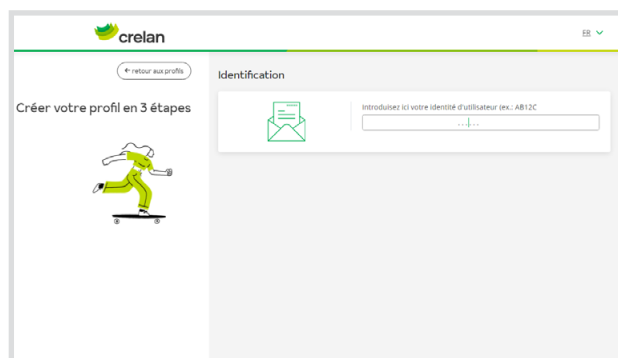 crelan
FR
← retour aux profils
Identification
Créer votre profil en 3 étapes
Introduisez ici votre identité d'utilisateur (ex.: AB12C